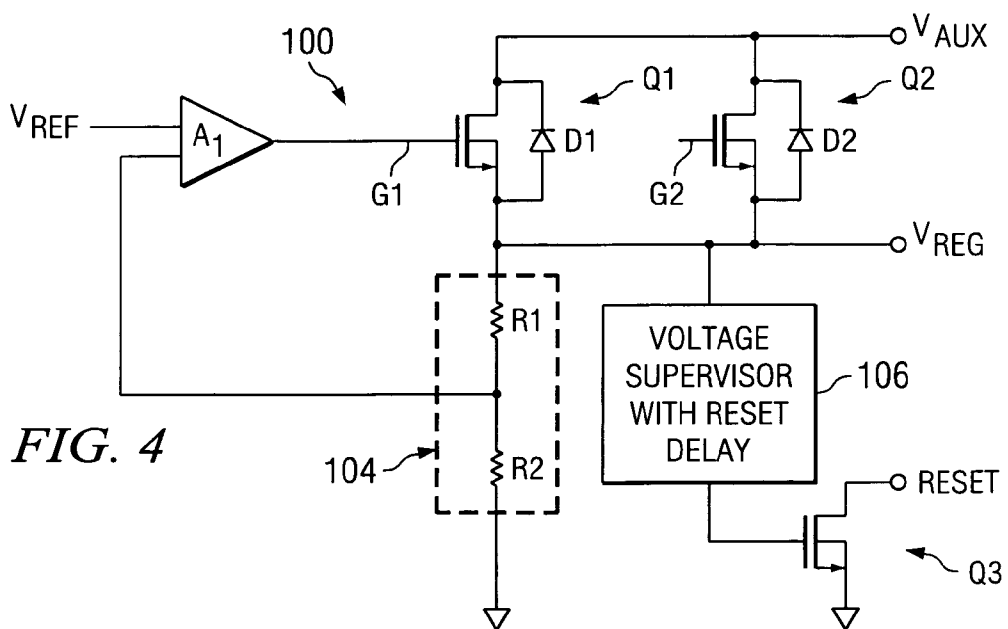 100
V_AUX
Q1
Q2
V_REF
A_1
D1
D2
G1
G2
V_REG
R1
VOLTAGE
SUPERVISOR
WITH RESET
DELAY
106
FIG. 4
104
R2
RESET
Q3